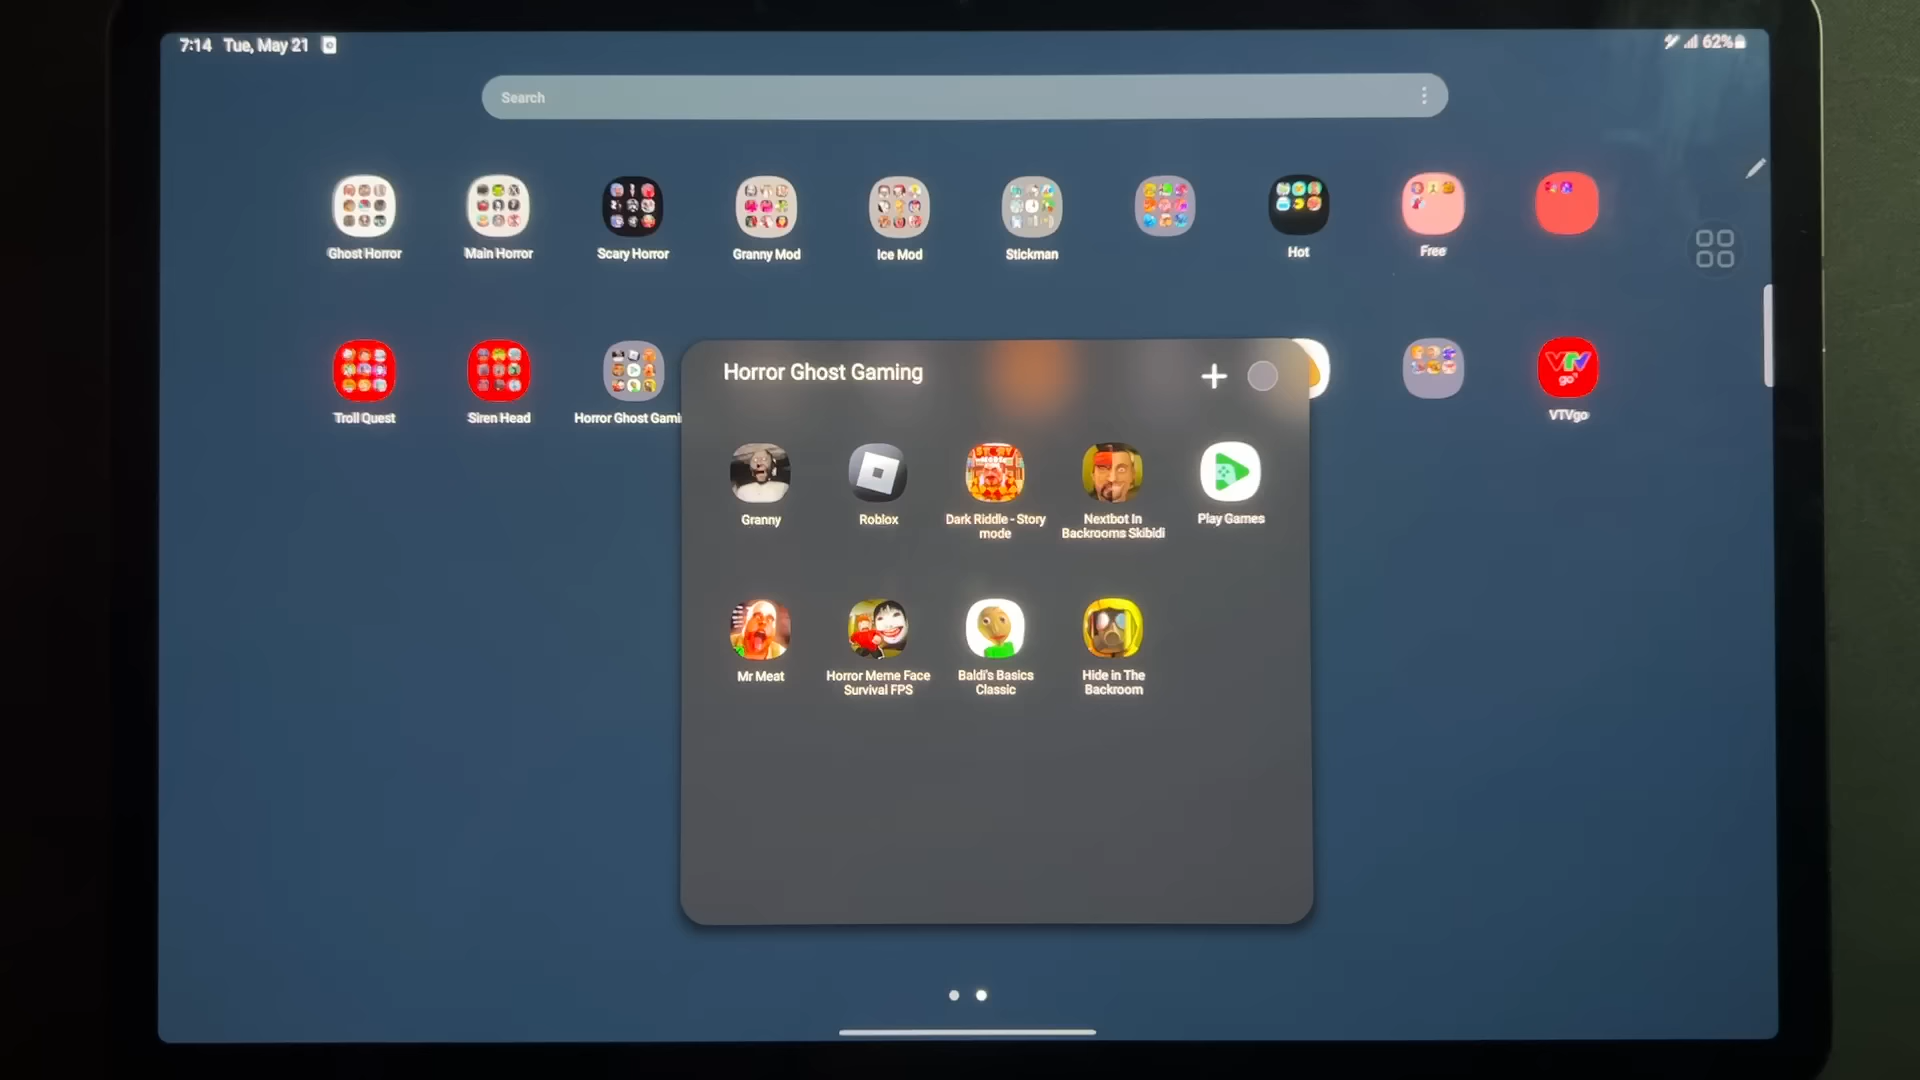 7:14 Tue, May 21
62%
Search
Ghost Horror
Main Horror
Scary Horror
Granny Mod
Ice Mod
Stickman
Hot
Free
Troll Quest
Siren Head
Horror Ghost Gami
VTV
go
VTVgo
Horror Ghost Gaming
Granny
Roblox
Dark Riddle - Story
mode
Nextbot In
Backrooms Skibidi
Play Games
Mr Meat
Horror Meme Face
Survival FPS
Baldi's Basics
Classic
Hide in The
Backroom